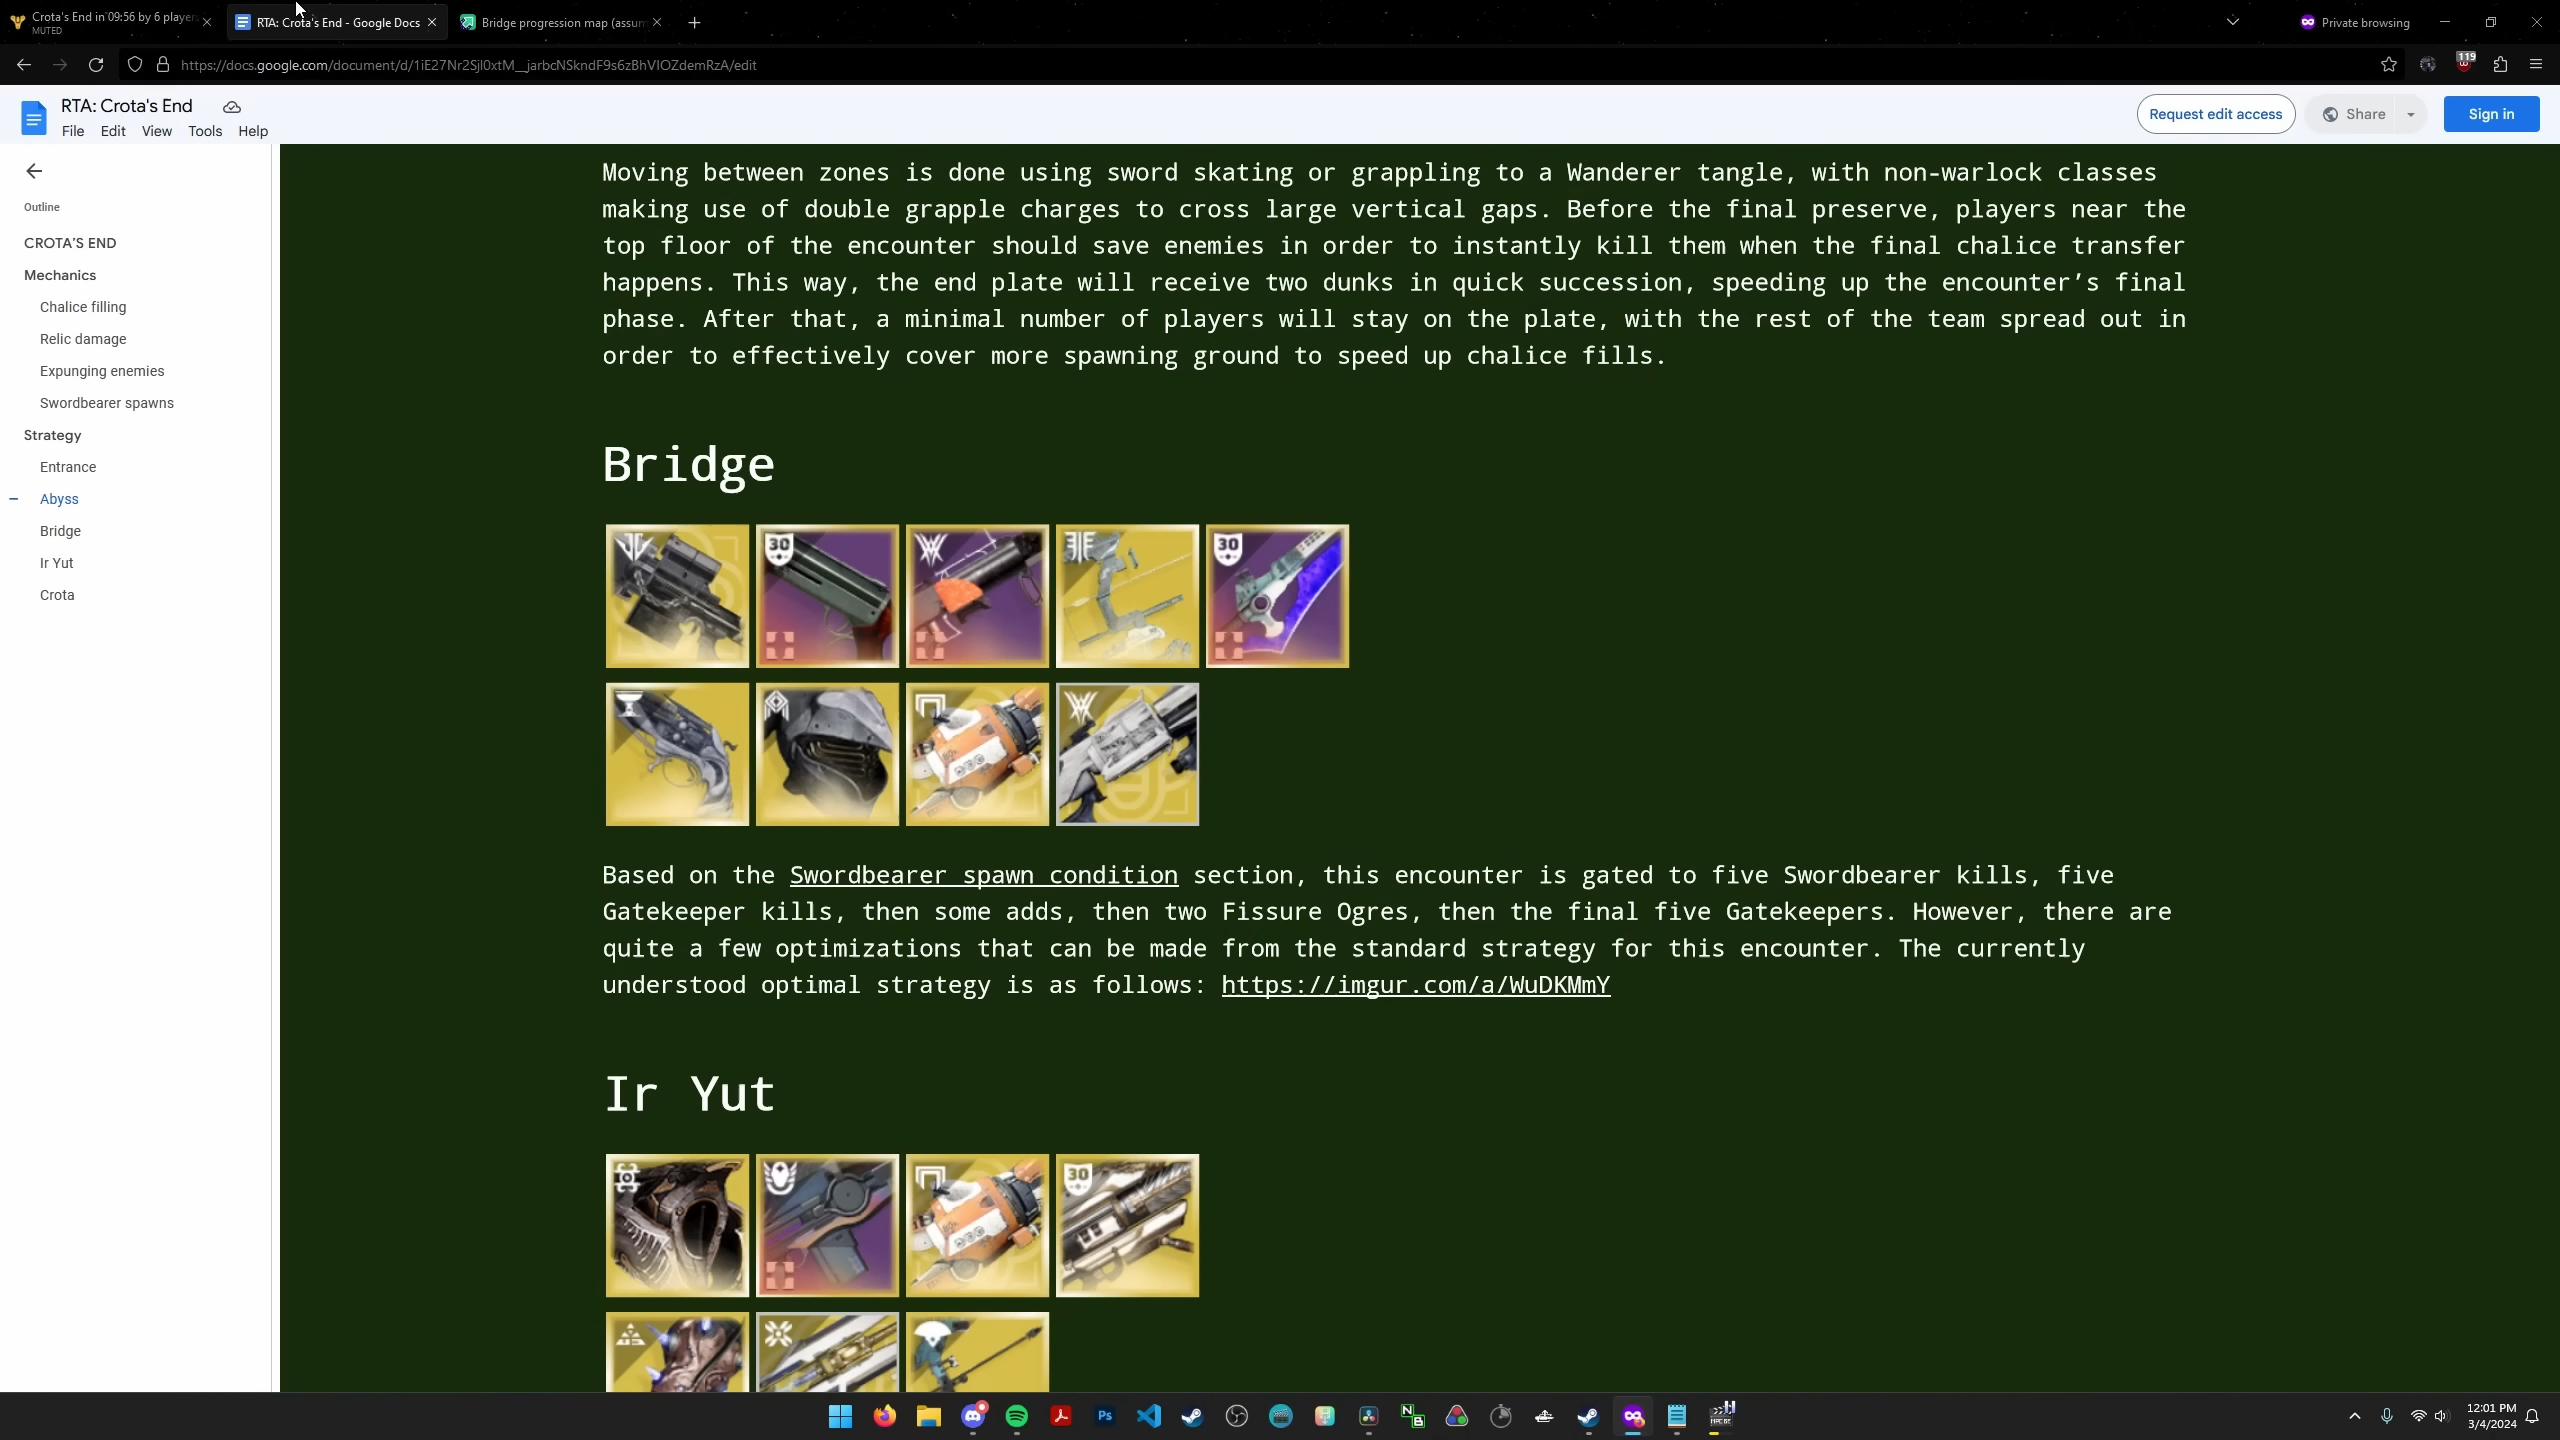 Crota's End in 09:56 by 6 players
MUTED
RTA: Crota's End - Google Docs
Bridge progression map (assum
Private browsing
https://docs.google.com/document/d/1iE27Nr2Sjl0xtM__jarbcNSkndF9s6zBhVIOZdemRzA/edit
119
RTA: Crota's End
File Edit View Tools Help
Request edit access
Share
Sign in
Outline
CROTA'S END
Mechanics
Chalice filling
Relic damage
Expunging enemies
Swordbearer spawns
Strategy
Entrance
Abyss
Bridge
Ir Yut
Crota
Moving between zones is done using sword skating or grappling to a Wanderer tangle, with non-warlock classes
making use of double grapple charges to cross large vertical gaps. Before the final preserve, players near the
top floor of the encounter should save enemies in order to instantly kill them when the final chalice transfer
happens. This way, the end plate will receive two dunks in quick succession, speeding up the encounter’s final
phase. After that, a minimal number of players will stay on the plate, with the rest of the team spread out in
order to effectively cover more spawning ground to speed up chalice fills.
Bridge
30
30
Based on the Swordbearer spawn condition section, this encounter is gated to five Swordbearer kills, five
Gatekeeper kills, then some adds, then two Fissure Ogres, then the final five Gatekeepers. However, there are
quite a few optimizations that can be made from the standard strategy for this encounter. The currently
understood optimal strategy is as follows: https://imgur.com/a/WuDKMmY
Ir Yut
30
Ps
12:01 PM
3/4/2024